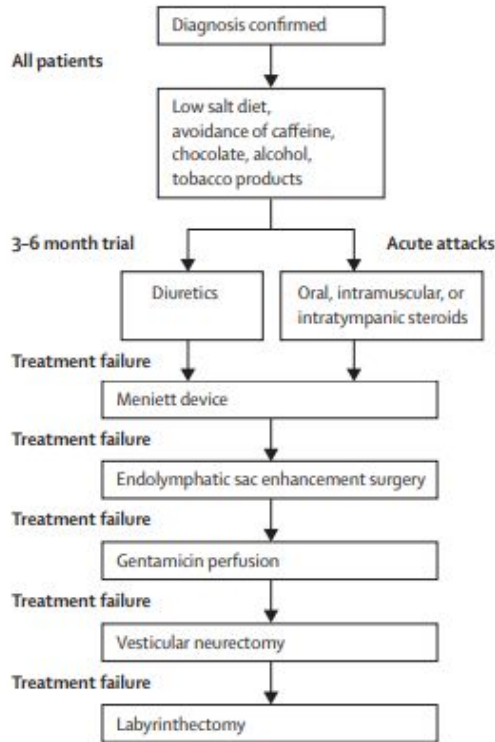 Diagnosis confirmed
All patients
Low salt diet,
avoidance of caffeine,
chocolate, alcohol,
tobacco products
3–6 month trial
Acute attacks
Diuretics
Oral, intramuscular, or
intratympanic steroids
Treatment failure
Meniett device
Treatment failure
Endolymphatic sac enhancement surgery
Treatment failure
Gentamicin perfusion
Treatment failure
Vesticular neurectomy
Treatment failure
Labyrinthectomy